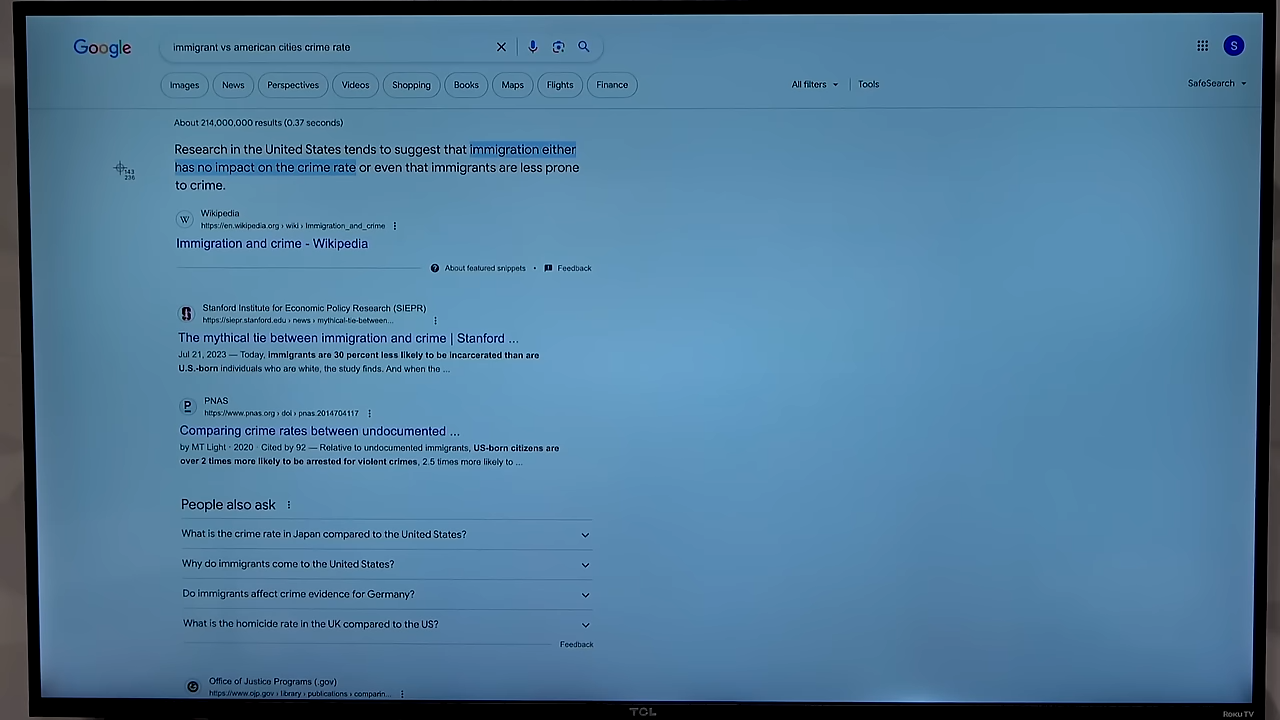 Google
immigrant vs american cities crime rate
S
Images
News
Perspectives
Videos
Shopping
Books
Maps
Flights
Finance
All filters
Tools
SafeSearch
About 214,000,000 results (0.37 seconds)
Research in the United States tends to suggest that immigration either
has no impact on the crime rate or even that immigrants are less prone
to crime.
143
236
W
Wikipedia
https://en.wikipedia.org › wiki › Immigration_and_crime
Immigration and crime - Wikipedia
About featured snippets • Feedback
Stanford Institute for Economic Policy Research (SIEPR)
https://siepr.stanford.edu › news › mythical-tie-between...
The mythical tie between immigration and crime | Stanford ...
Jul 21, 2023 — Today, immigrants are 30 percent less likely to be incarcerated than are
U.S.-born individuals who are white, the study finds. And when the ...
P
PNAS
https://www.pnas.org › doi › pnas.2014704117
Comparing crime rates between undocumented ...
by MT Light · 2020 · Cited by 92 — Relative to undocumented immigrants, US-born citizens are
over 2 times more likely to be arrested for violent crimes, 2.5 times more likely to ...
People also ask
What is the crime rate in Japan compared to the United States?
Why do immigrants come to the United States?
Do immigrants affect crime evidence for Germany?
What is the homicide rate in the UK compared to the US?
Feedback
Office of Justice Programs (.gov)
https://www.ojp.gov › library › publications › comparin...
TCL
Roku TV